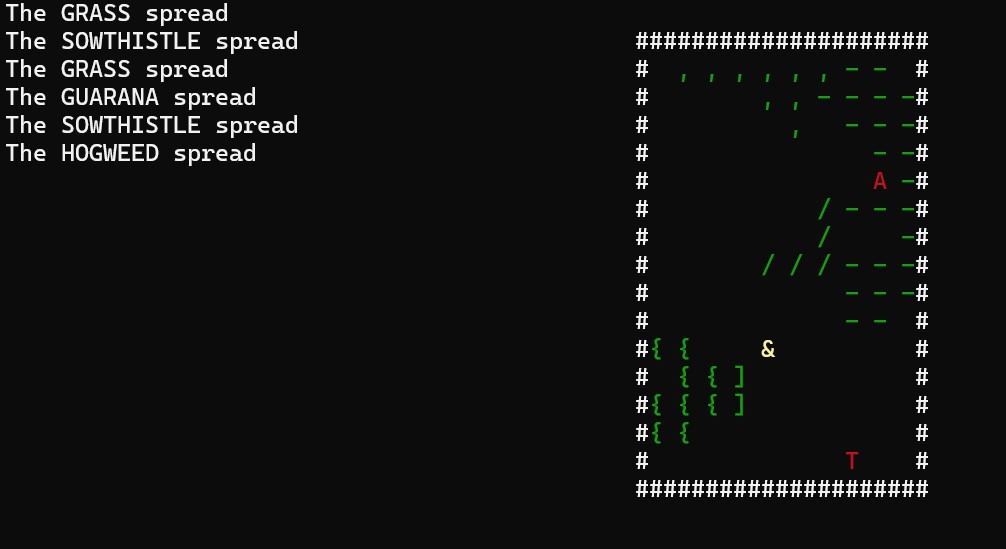 The GRASS spread
The SOWTHISTLE spread
The GRASS spread
The GUARANA spread
The SOWTHISTLE spread
The HOGWEED spread
#####################
#  , , , , , , - -  #
#        , , - - - -#
#          ,   - - -#
#                - -#
#                A -#
#            / - - -#
#            /     -#
#        / / / - - -#
#              - - -#
#              - -  #
#{ {     &          #
#  { { ]            #
#{ { { ]            #
#{ {                #
#              T    #
#####################